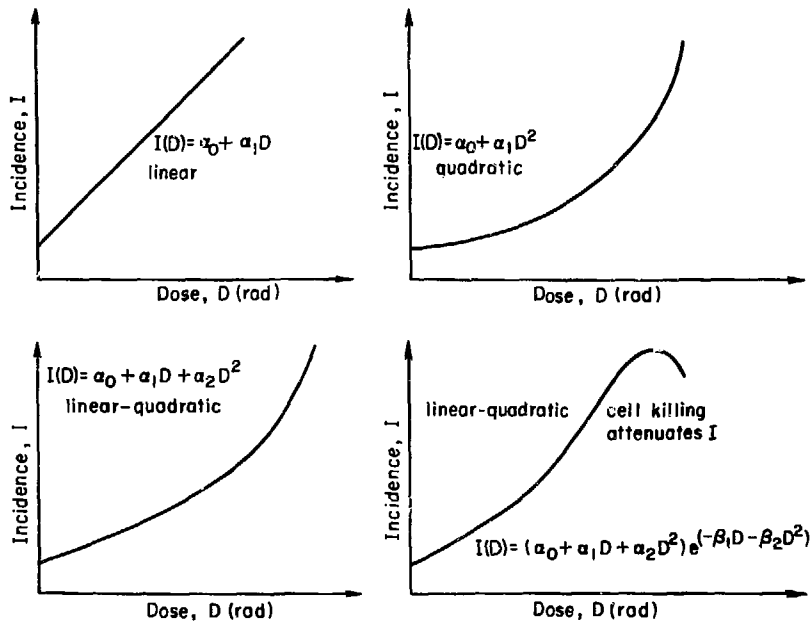 Incidence, I
I(D) = α₀ + α₁D
linear
Dose, D (rad)
Incidence, I
I(D) = α₀ + α₁D²
quadratic
Dose, D (rad)
Incidence, I
I(D) = α₀ + α₁D + α₂D²
linear-quadratic
Dose, D (rad)
Incidence, I
linear-quadratic
cell killing
attenuates I
I(D) = (α₀ + α₁D + α₂D²) e^(-β₁D - β₂D²)
Dose, D (rad)